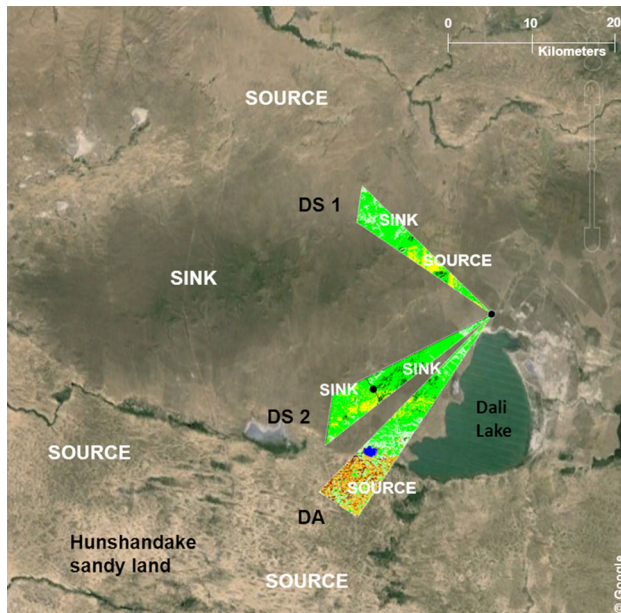 0 10 20
Kilometers
SOURCE
DS 1
SINK
SOURCE
SINK
SINK
SINK
DS 2
Dali
Lake
SOURCE
SOURCE
DA
Hunshandake
sandy land
SOURCE
© Google